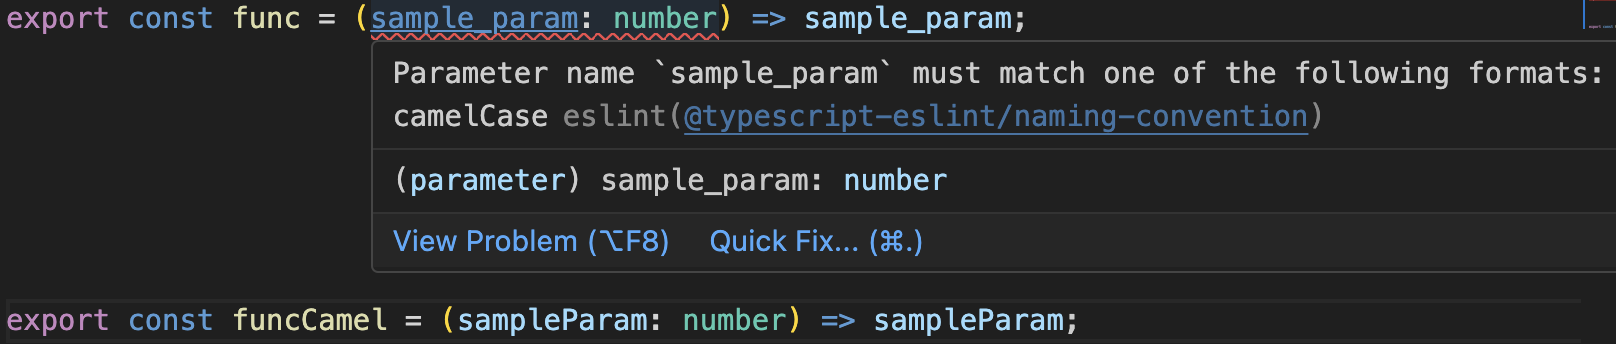 export const func = (sample_param: number) => sample_param;
Parameter name `sample_param` must match one of the following formats:
camelCase eslint(@typescript-eslint/naming-convention)
(parameter) sample_param: number
View Problem (⌥F8) Quick Fix... (⌘.)
export const funcCamel = (sampleParam: number) => sampleParam;